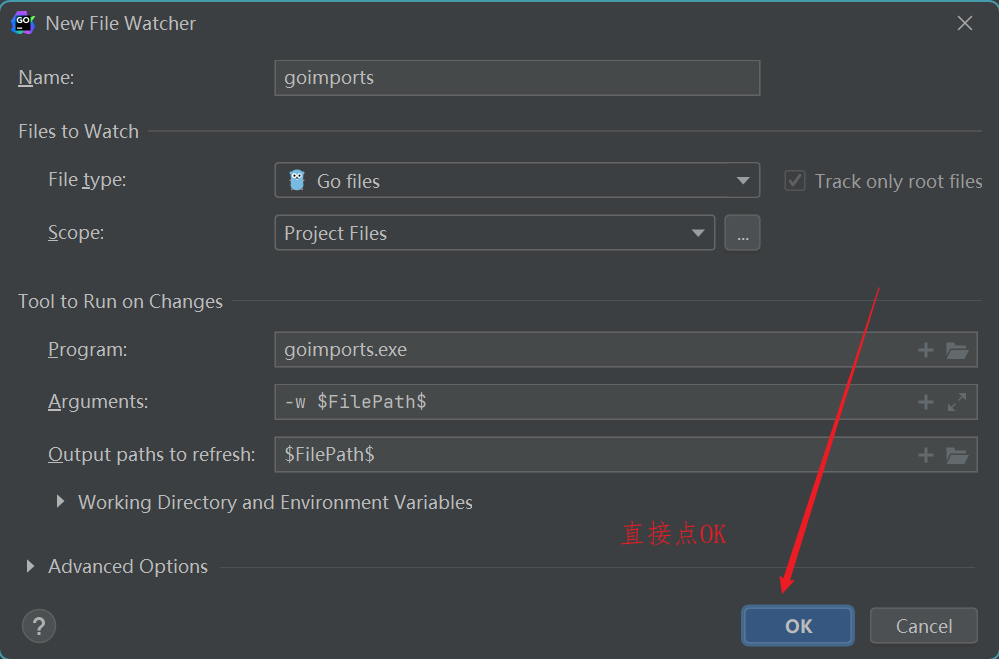 New File Watcher
Name:
goimports
Files to Watch
File type:
Go files
Track only root files
Scope:
Project Files
...
Tool to Run on Changes
Program:
goimports.exe
Arguments:
-w $FilePath$
Output paths to refresh:
$FilePath$
Working Directory and Environment Variables
直接点OK
Advanced Options
?
OK
Cancel